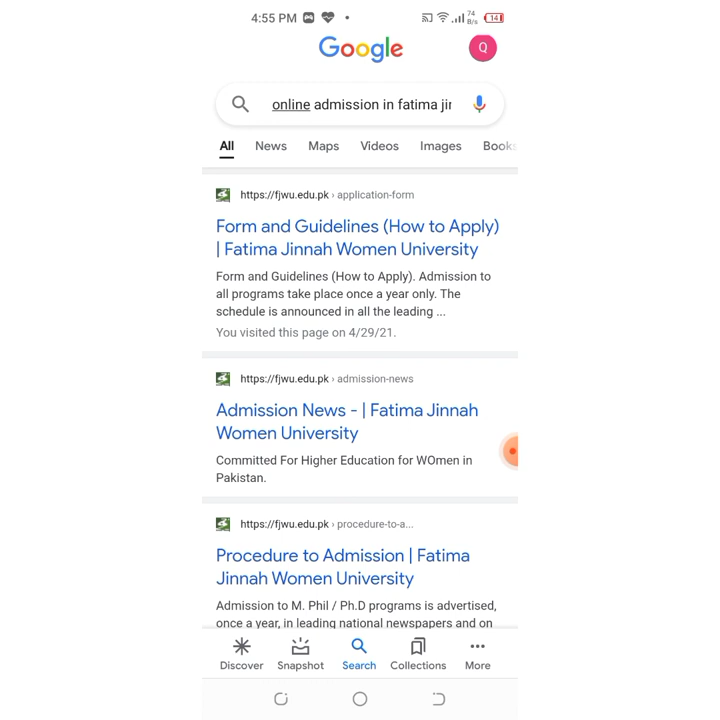 4:55 PM
74 B/s
14
Google
Q
online admission in fatima jir
All News Maps Videos Images Books
https://fjwu.edu.pk › application-form
Form and Guidelines (How to Apply)
| Fatima Jinnah Women University
Form and Guidelines (How to Apply). Admission to
all programs take place once a year only. The
schedule is announced in all the leading ...
You visited this page on 4/29/21.
https://fjwu.edu.pk › admission-news
Admission News - | Fatima Jinnah
Women University
Committed For Higher Education for WOmen in
Pakistan.
https://fjwu.edu.pk › procedure-to-a...
Procedure to Admission | Fatima
Jinnah Women University
Admission to M. Phil / Ph.D programs is advertised,
once a year, in leading national newspapers and on
Discover Snapshot Search Collections More